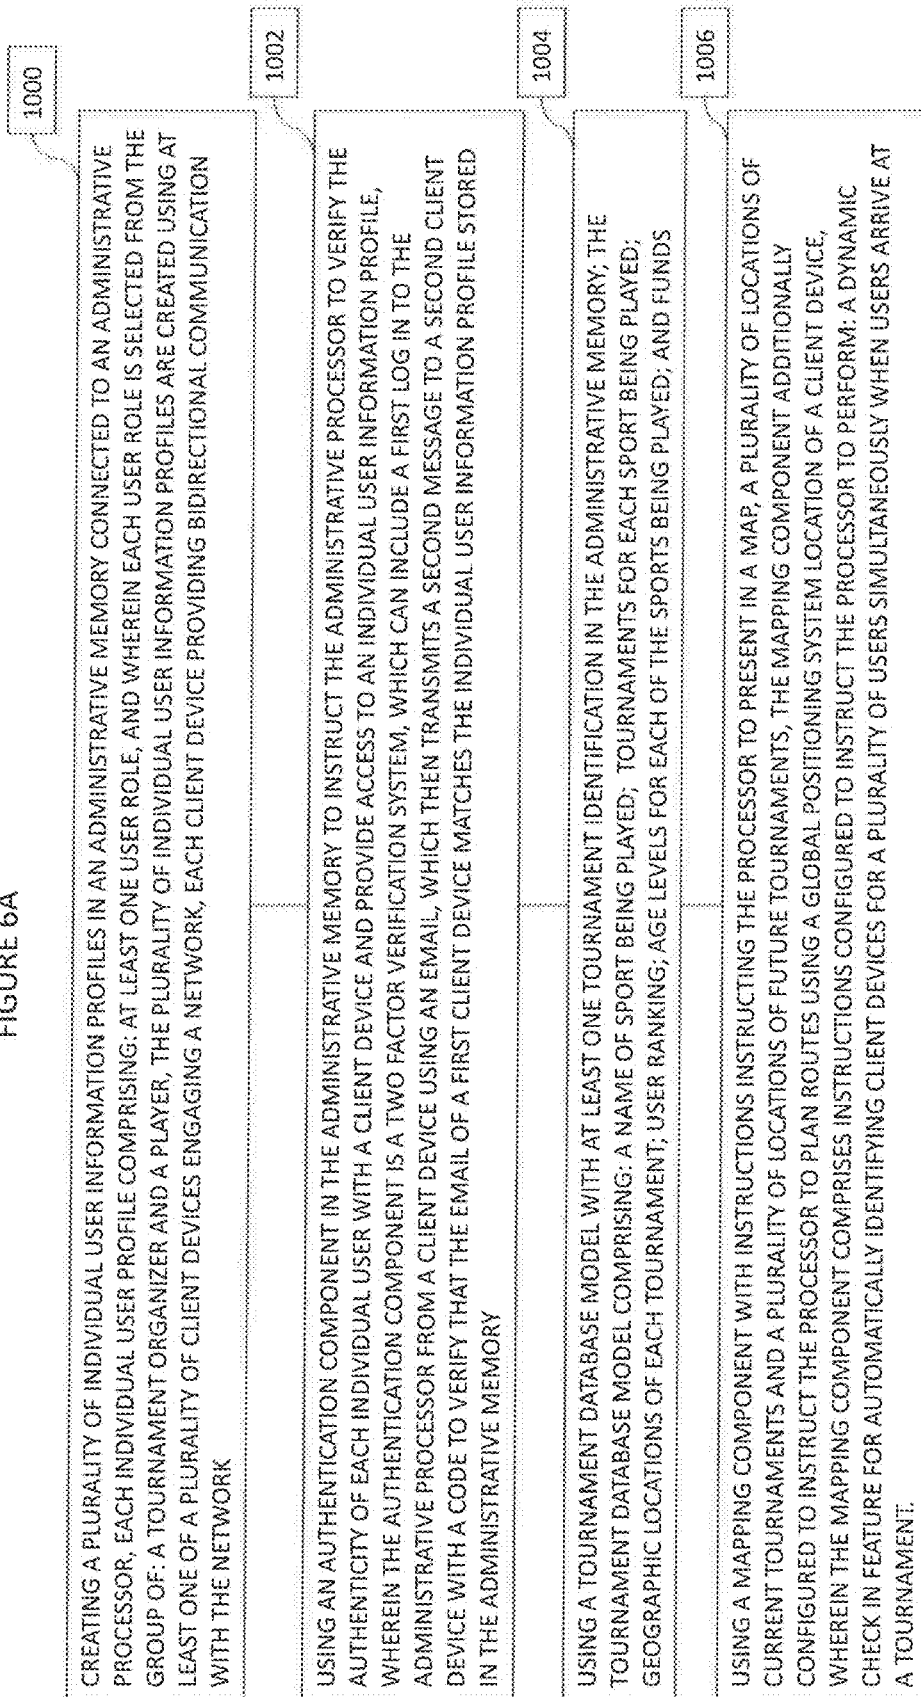 FIGURE 6A
1000
CREATING A PLURALITY OF INDIVIDUAL USER INFORMATION PROFILES IN AN ADMINISTRATIVE MEMORY CONNECTED TO AN ADMINISTRATIVE
PROCESSOR, EACH INDIVIDUAL USER PROFILE COMPRISING: AT LEAST ONE USER ROLE, AND WHEREIN EACH USER ROLE IS SELECTED FROM THE
GROUP OF: A TOURNAMENT ORGANIZER AND A PLAYER, THE PLURALITY OF INDIVIDUAL USER INFORMATION PROFILES ARE CREATED USING AT
LEAST ONE OF A PLURALITY OF CLIENT DEVICES ENGAGING A NETWORK, EACH CLIENT DEVICE PROVIDING BIDIRECTIONAL COMMUNICATION
WITH THE NETWORK
1002
USING AN AUTHENTICATION COMPONENT IN THE ADMINISTRATIVE MEMORY TO INSTRUCT THE ADMINISTRATIVE PROCESSOR TO VERIFY THE
AUTHENTICITY OF EACH INDIVIDUAL USER WITH A CLIENT DEVICE AND PROVIDE ACCESS TO AN INDIVIDUAL USER INFORMATION PROFILE,
WHEREIN THE AUTHENTICATION COMPONENT IS A TWO FACTOR VERIFICATION SYSTEM, WHICH CAN INCLUDE A FIRST LOG IN TO THE
ADMINISTRATIVE PROCESSOR FROM A CLIENT DEVICE USING AN EMAIL, WHICH THEN TRANSMITS A SECOND MESSAGE TO A SECOND CLIENT
DEVICE WITH A CODE TO VERIFY THAT THE EMAIL OF A FIRST CLIENT DEVICE MATCHES THE INDIVIDUAL USER INFORMATION PROFILE STORED
IN THE ADMINISTRATIVE MEMORY
1004
USING A TOURNAMENT DATABASE MODEL WITH AT LEAST ONE TOURNAMENT IDENTIFICATION IN THE ADMINISTRATIVE MEMORY, THE
TOURNAMENT DATABASE MODEL COMPRISING: A NAME OF SPORT BEING PLAYED; TOURNAMENTS FOR EACH SPORT BEING PLAYED;
GEOGRAPHIC LOCATIONS OF EACH TOURNAMENT; USER RANKING; AGE LEVELS FOR EACH OF THE SPORTS BEING PLAYED; AND FUNDS
1006
USING A MAPPING COMPONENT WITH INSTRUCTIONS INSTRUCTING THE PROCESSOR TO PRESENT IN A MAP, A PLURALITY OF LOCATIONS OF
CURRENT TOURNAMENTS AND A PLURALITY OF LOCATIONS OF FUTURE TOURNAMENTS, THE MAPPING COMPONENT ADDITIONALLY
CONFIGURED TO INSTRUCT THE PROCESSOR TO PLAN ROUTES USING A GLOBAL POSITIONING SYSTEM LOCATION OF A CLIENT DEVICE,
WHEREIN THE MAPPING COMPONENT COMPRISES INSTRUCTIONS CONFIGURED TO INSTRUCT THE PROCESSOR TO PERFORM: A DYNAMIC
CHECK IN FEATURE FOR AUTOMATICALLY IDENTIFYING CLIENT DEVICES FOR A PLURALITY OF USERS SIMULTANEOUSLY WHEN USERS ARRIVE AT
A TOURNAMENT.